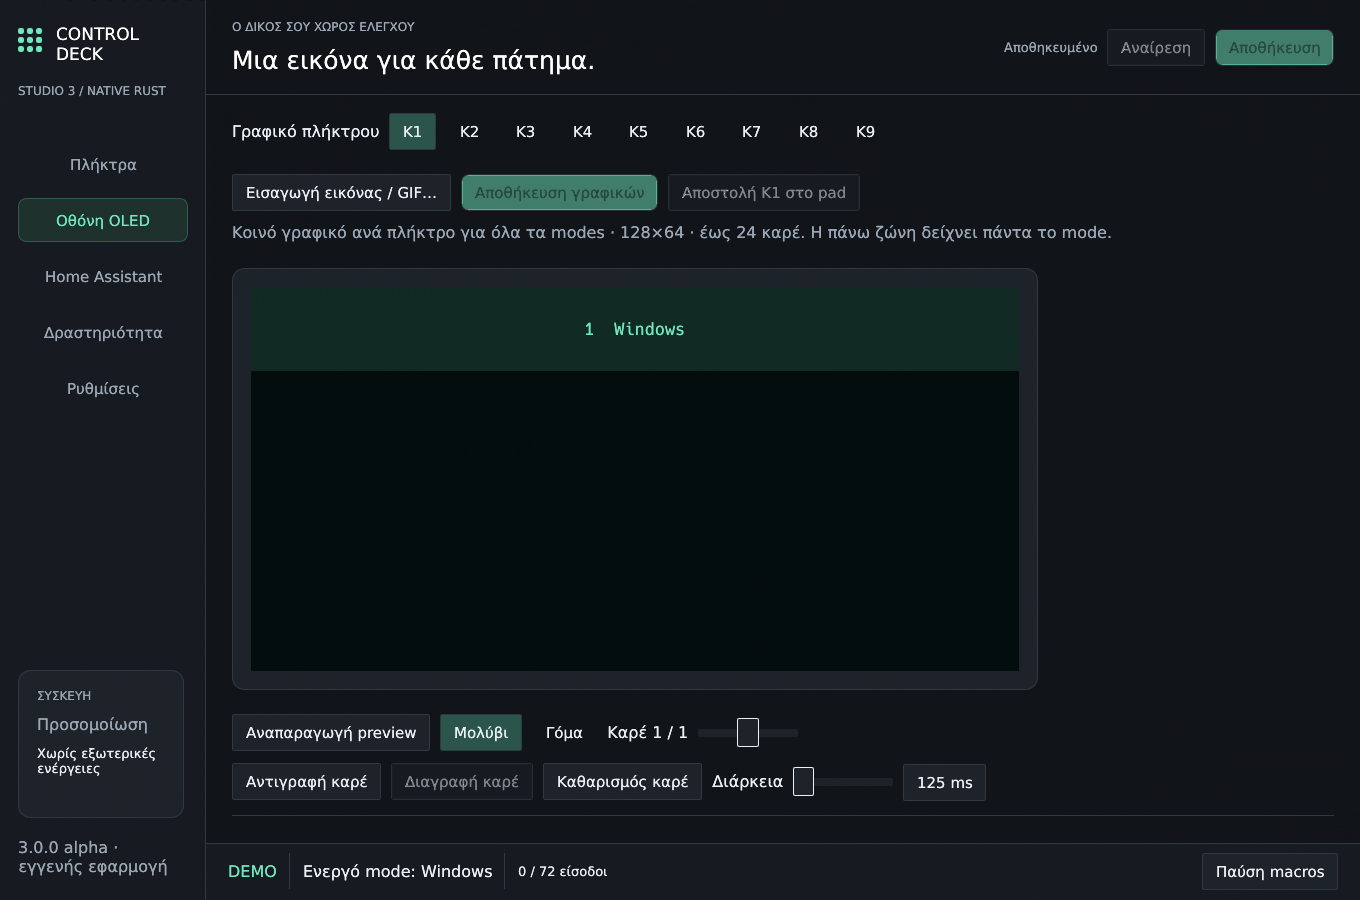 CONTROL
DECK
STUDIO 3 / NATIVE RUST
Πλήκτρα
Οθόνη OLED
Home Assistant
Δραστηριότητα
Ρυθμίσεις
ΣΥΣΚΕΥΗ
Προσομοίωση
Χωρίς εξωτερικές
ενέργειες
3.0.0 alpha ·
εγγενής εφαρμογή
Ο ΔΙΚΟΣ ΣΟΥ ΧΩΡΟΣ ΕΛΕΓΧΟΥ
Μια εικόνα για κάθε πάτημα.
Αποθηκευμένο Αναίρεση Αποθήκευση
Γραφικό πλήκτρου K1 K2 K3 K4 K5 K6 K7 K8 K9
Εισαγωγή εικόνας / GIF... Αποθήκευση γραφικών Αποστολή K1 στο pad
Κοινό γραφικό ανά πλήκτρο για όλα τα modes · 128×64 · έως 24 καρέ. Η πάνω ζώνη δείχνει πάντα το mode.
1 Windows
Αναπαραγωγή preview Μολύβι Γόμα Καρέ 1 / 1
Αντιγραφή καρέ Διαγραφή καρέ Καθαρισμός καρέ Διάρκεια 125 ms
DEMO Ενεργό mode: Windows 0 / 72 είσοδοι Παύση macros